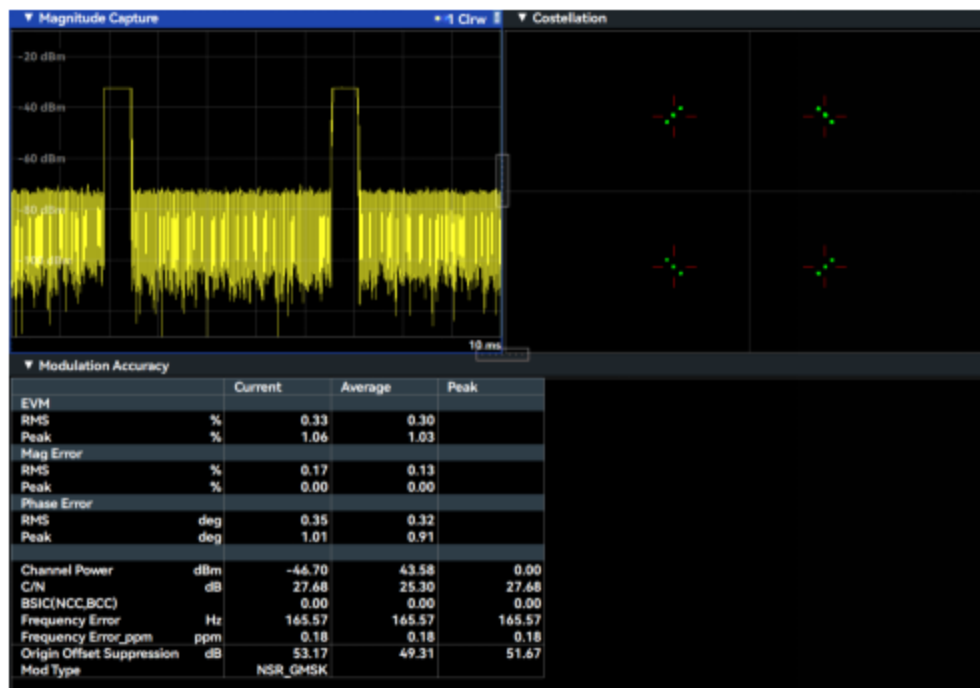 ▼ Magnitude Capture
1 Clrw
▼ Costellation
-20 dBm
-40 dBm
-60 dBm
-80 dBm
10 ms
▼ Modulation Accuracy
Current Average Peak
EVM
RMS % 0.33 0.30
Peak % 1.06 1.03
Mag Error
RMS % 0.17 0.13
Peak % 0.00 0.00
Phase Error
RMS deg 0.35 0.32
Peak deg 1.01 0.91
Channel Power dBm -46.70 43.58 0.00
C/N dB 27.68 25.30 27.68
BSIC(NCC,BCC) 0.00 0.00 0.00
Frequency Error Hz 165.57 165.57 165.57
Frequency Error_ppm ppm 0.18 0.18 0.18
Origin Offset Suppression dB 53.17 49.31 51.67
Mod Type NSR_GMSK